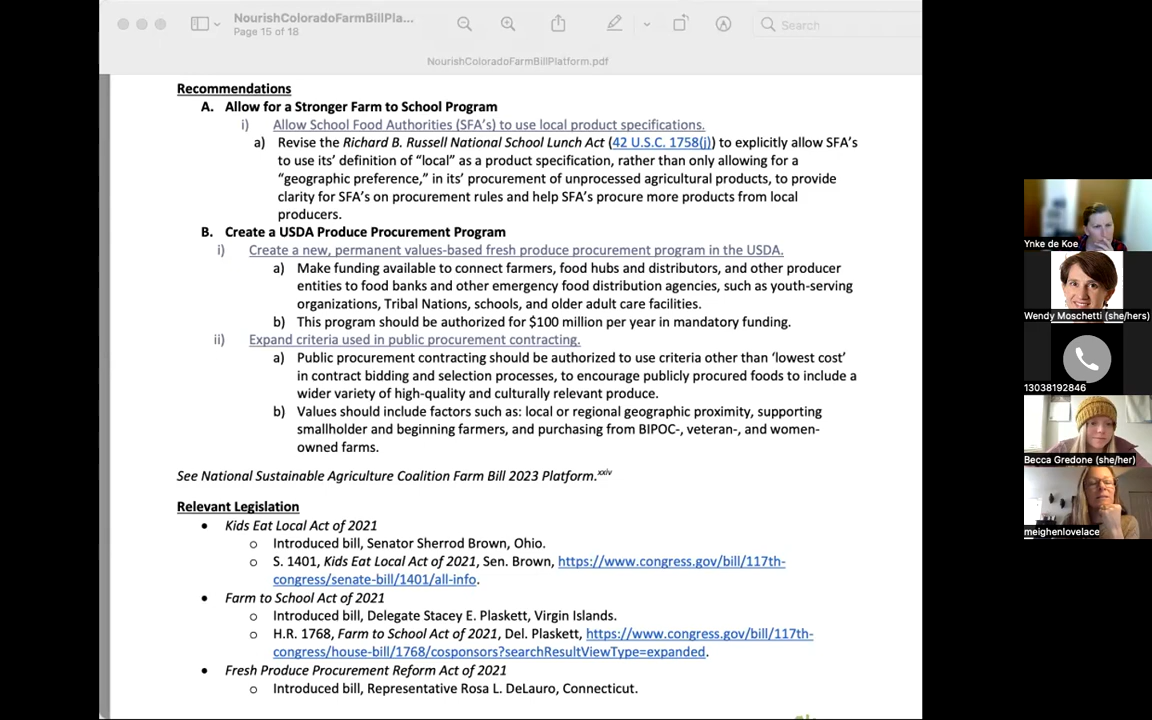 NourishColoradoFarmBillPla...
Page 15 of 18
Search
NourishColoradoFarmBillPlatform.pdf
Recommendations
A. Allow for a Stronger Farm to School Program
i) Allow School Food Authorities (SFA's) to use local product specifications.
a) Revise the Richard B. Russell National School Lunch Act (42 U.S.C. 1758(j)) to explicitly allow SFA's
to use its' definition of "local" as a product specification, rather than only allowing for a
"geographic preference," in its' procurement of unprocessed agricultural products, to provide
clarity for SFA's on procurement rules and help SFA's procure more products from local
producers.
B. Create a USDA Produce Procurement Program
i) Create a new, permanent values-based fresh produce procurement program in the USDA.
a) Make funding available to connect farmers, food hubs and distributors, and other producer
entities to food banks and other emergency food distribution agencies, such as youth-serving
organizations, Tribal Nations, schools, and older adult care facilities.
b) This program should be authorized for $100 million per year in mandatory funding.
ii) Expand criteria used in public procurement contracting.
a) Public procurement contracting should be authorized to use criteria other than 'lowest cost'
in contract bidding and selection processes, to encourage publicly procured foods to include a
wider variety of high-quality and culturally relevant produce.
b) Values should include factors such as: local or regional geographic proximity, supporting
smallholder and beginning farmers, and purchasing from BIPOC-, veteran-, and women-
owned farms.
See National Sustainable Agriculture Coalition Farm Bill 2023 Platform.xxiv
Relevant Legislation
• Kids Eat Local Act of 2021
o Introduced bill, Senator Sherrod Brown, Ohio.
o S. 1401, Kids Eat Local Act of 2021, Sen. Brown, https://www.congress.gov/bill/117th-
congress/senate-bill/1401/all-info.
• Farm to School Act of 2021
o Introduced bill, Delegate Stacey E. Plaskett, Virgin Islands.
o H.R. 1768, Farm to School Act of 2021, Del. Plaskett, https://www.congress.gov/bill/117th-
congress/house-bill/1768/cosponsors?searchResultViewType=expanded.
• Fresh Produce Procurement Reform Act of 2021
o Introduced bill, Representative Rosa L. DeLauro, Connecticut.
Ynke de Koe
Wendy Moschetti (she/hers)
13038192846
Becca Gredone (she/her)
meighenlovelace